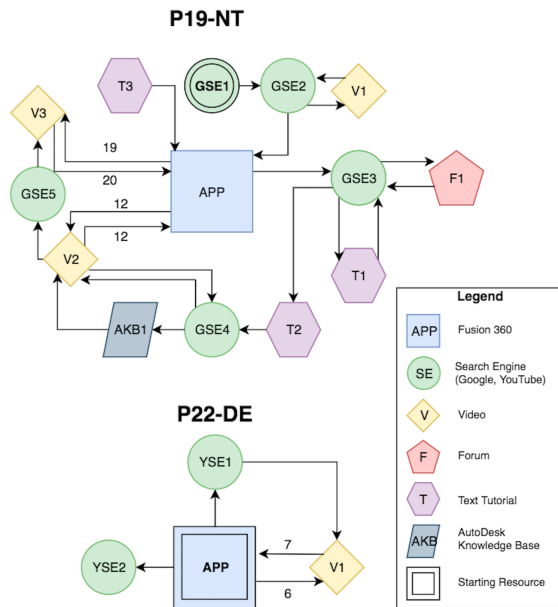 P19-NT
T3
GSE1
GSE2
V1
V3
19
20
APP
GSE3
F1
GSE5
12
12
V2
T1
AKB1
GSE4
T2
Legend
APP
Fusion 360
SE
Search Engine
(Google, YouTube)
V
Video
F
Forum
T
Text Tutorial
AKB
AutoDesk
Knowledge Base
Starting Resource
P22-DE
YSE1
YSE2
APP
7
6
V1